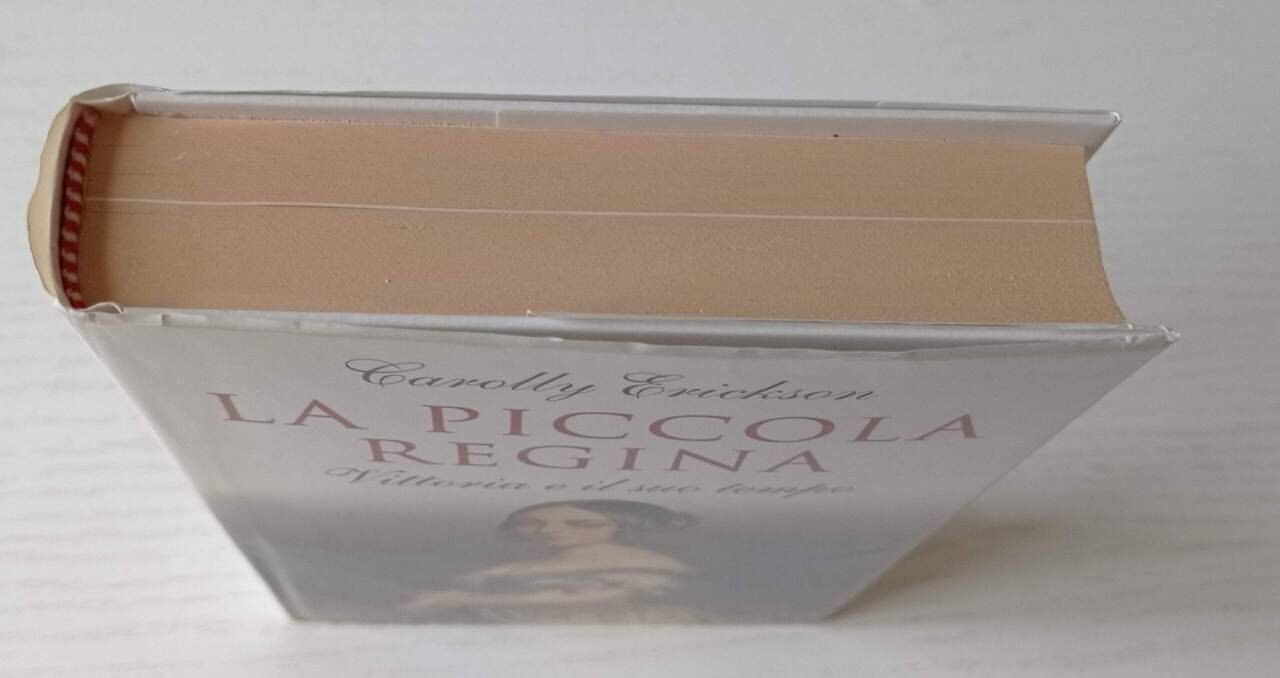 Carolly Erickson
LA PICCOLA
REGINA
Vittoria e il suo tempo